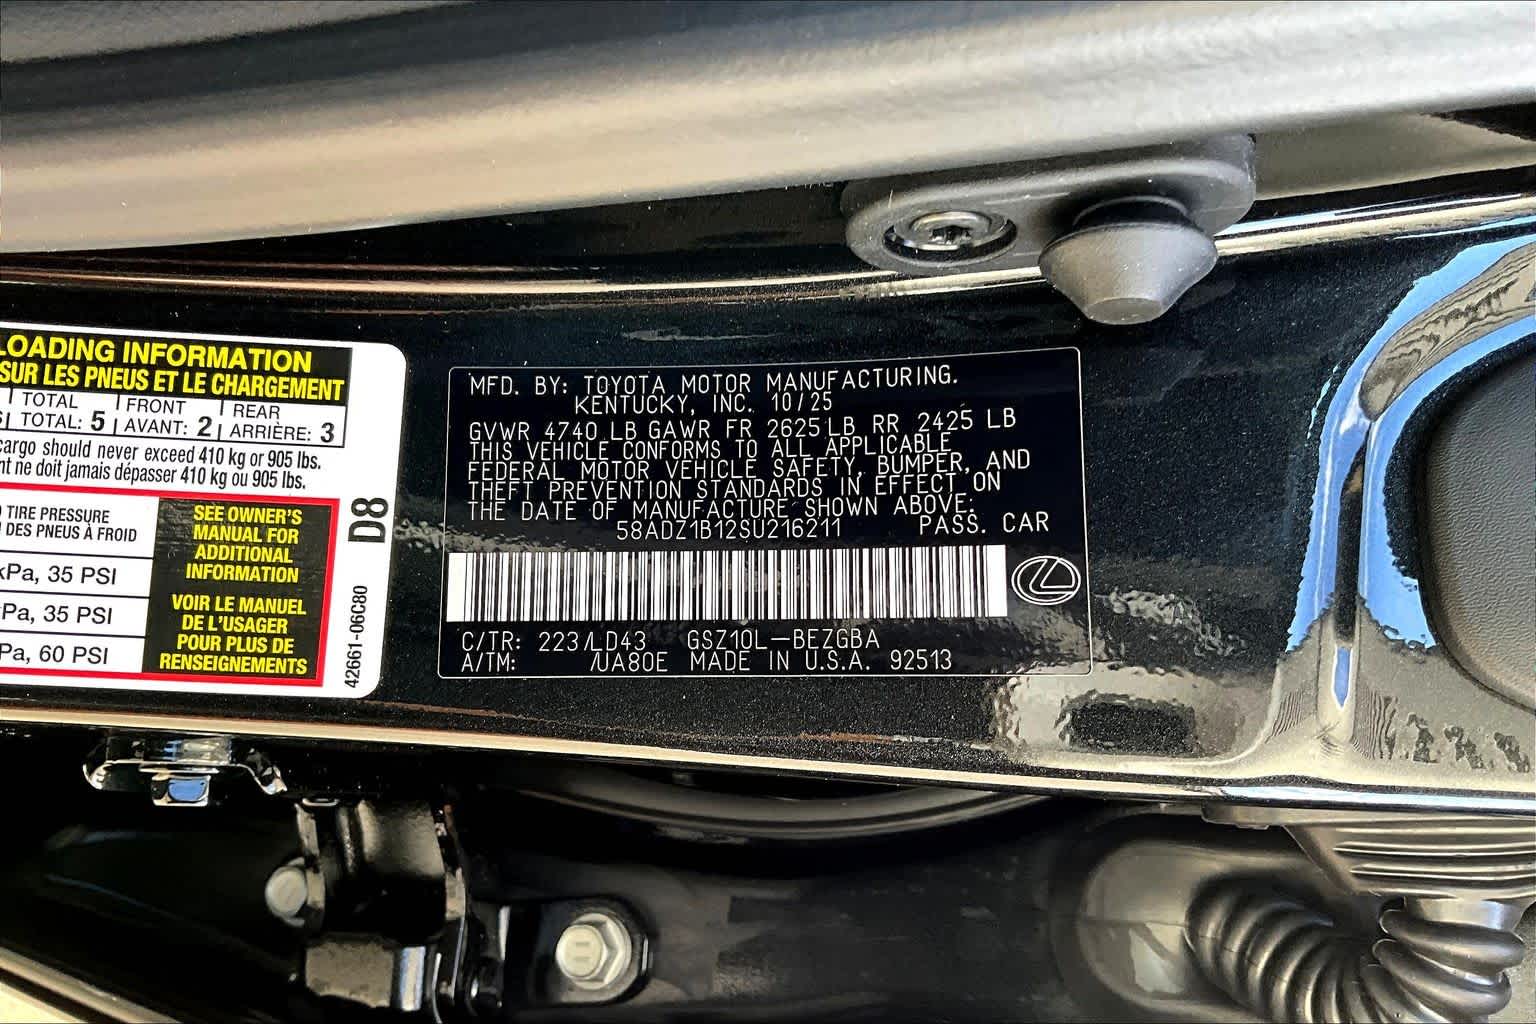 LOADING INFORMATION
SUR LES PNEUS ET LE CHARGEMENT
TOTAL FRONT REAR
TOTAL: 5 AVANT: 2 ARRIÈRE: 3
cargo should never exceed 410 kg or 905 lbs.
nt ne doit jamais dépasser 410 kg ou 905 lbs.
TIRE PRESSURE
DES PNEUS À FROID
kPa, 35 PSI
Pa, 35 PSI
Pa, 60 PSI
SEE OWNER'S
MANUAL FOR
ADDITIONAL
INFORMATION
VOIR LE MANUEL
DE L'USAGER
POUR PLUS DE
RENSEIGNEMENTS
D8
42661-06C80
MFD. BY: TOYOTA MOTOR MANUFACTURING.
KENTUCKY, INC. 10/25
GVWR 4740 LB GAWR FR 2625 LB RR 2425 LB
THIS VEHICLE CONFORMS TO ALL APPLICABLE
FEDERAL MOTOR VEHICLE SAFETY, BUMPER, AND
THEFT PREVENTION STANDARDS IN EFFECT ON
THE DATE OF MANUFACTURE SHOWN ABOVE:
58ADZ1B12SU216211 PASS. CAR
C/TR: 223/LD43 GSZ10L-BEZGBA
A/TM: /UA80E MADE IN U.S.A. 92513